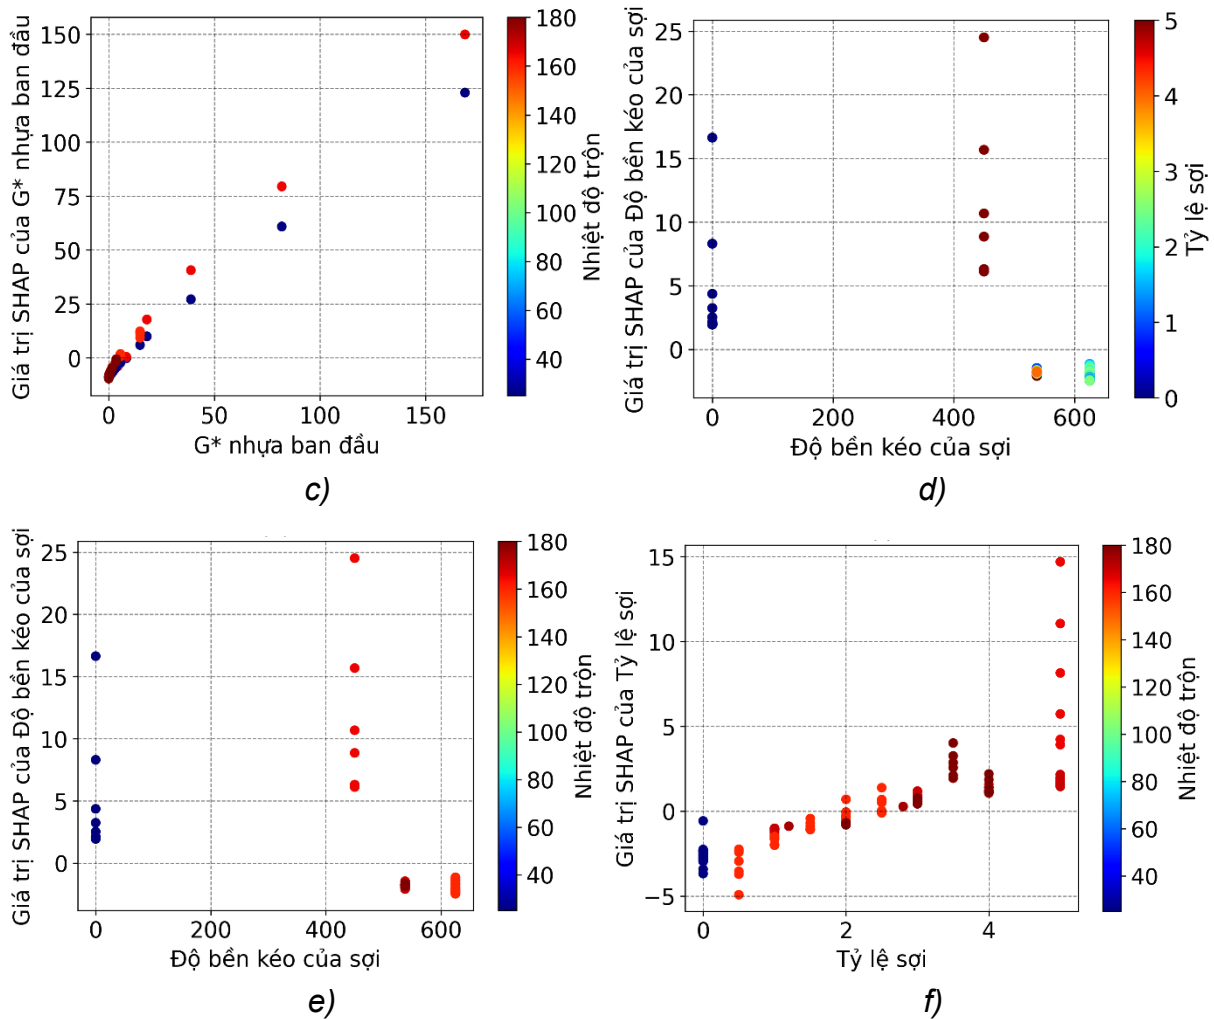 Giá trị SHAP của G* nhựa ban đầu
150
125
100
75
50
25
0
0 50 100 150
G* nhựa ban đầu
180
160
140
120
100
80
60
40
Nhiệt độ trộn
c)
Giá trị SHAP của Độ bền kéo của sợi
25
20
15
10
5
0
0 200 400 600
Độ bền kéo của sợi
5
4
3
2
1
0
Tỷ lệ sợi
d)
Giá trị SHAP của Độ bền kéo của sợi
25
20
15
10
5
0
0 200 400 600
Độ bền kéo của sợi
180
160
140
120
100
80
60
40
Nhiệt độ trộn
e)
Giá trị SHAP của Tỷ lệ sợi
15
10
5
0
−5
0 2 4
Tỷ lệ sợi
180
160
140
120
100
80
60
40
Nhiệt độ trộn
f)